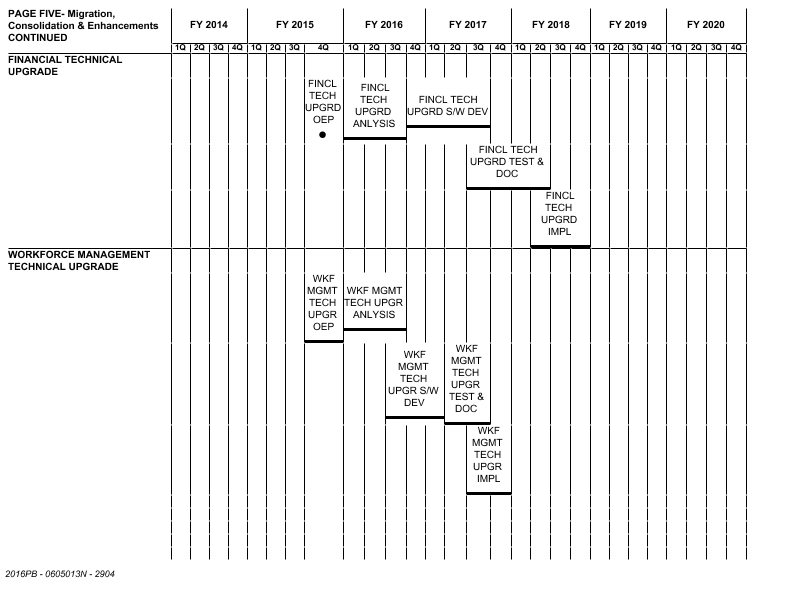 PAGE FIVE- Migration,
Consolidation & Enhancements
CONTINUED
FY 2014 FY 2015 FY 2016 FY 2017 FY 2018 FY 2019 FY 2020
1Q 2Q 3Q 4Q 1Q 2Q 3Q 4Q 1Q 2Q 3Q 4Q 1Q 2Q 3Q 4Q 1Q 2Q 3Q 4Q 1Q 2Q 3Q 4Q 1Q 2Q 3Q 4Q
FINANCIAL TECHNICAL
UPGRADE
FINCL
TECH
UPGRD
OEP
FINCL
TECH
UPGRD
ANLYSIS
FINCL TECH
UPGRD S/W DEV
FINCL TECH
UPGRD TEST &
DOC
FINCL
TECH
UPGRD
IMPL
WORKFORCE MANAGEMENT
TECHNICAL UPGRADE
WKF
MGMT
TECH
UPGR
OEP
WKF MGMT
TECH UPGR
ANLYSIS
WKF
MGMT
TECH
UPGR S/W
DEV
WKF
MGMT
TECH
UPGR
TEST &
DOC
WKF
MGMT
TECH
UPGR
IMPL
2016PB - 0605013N - 2904